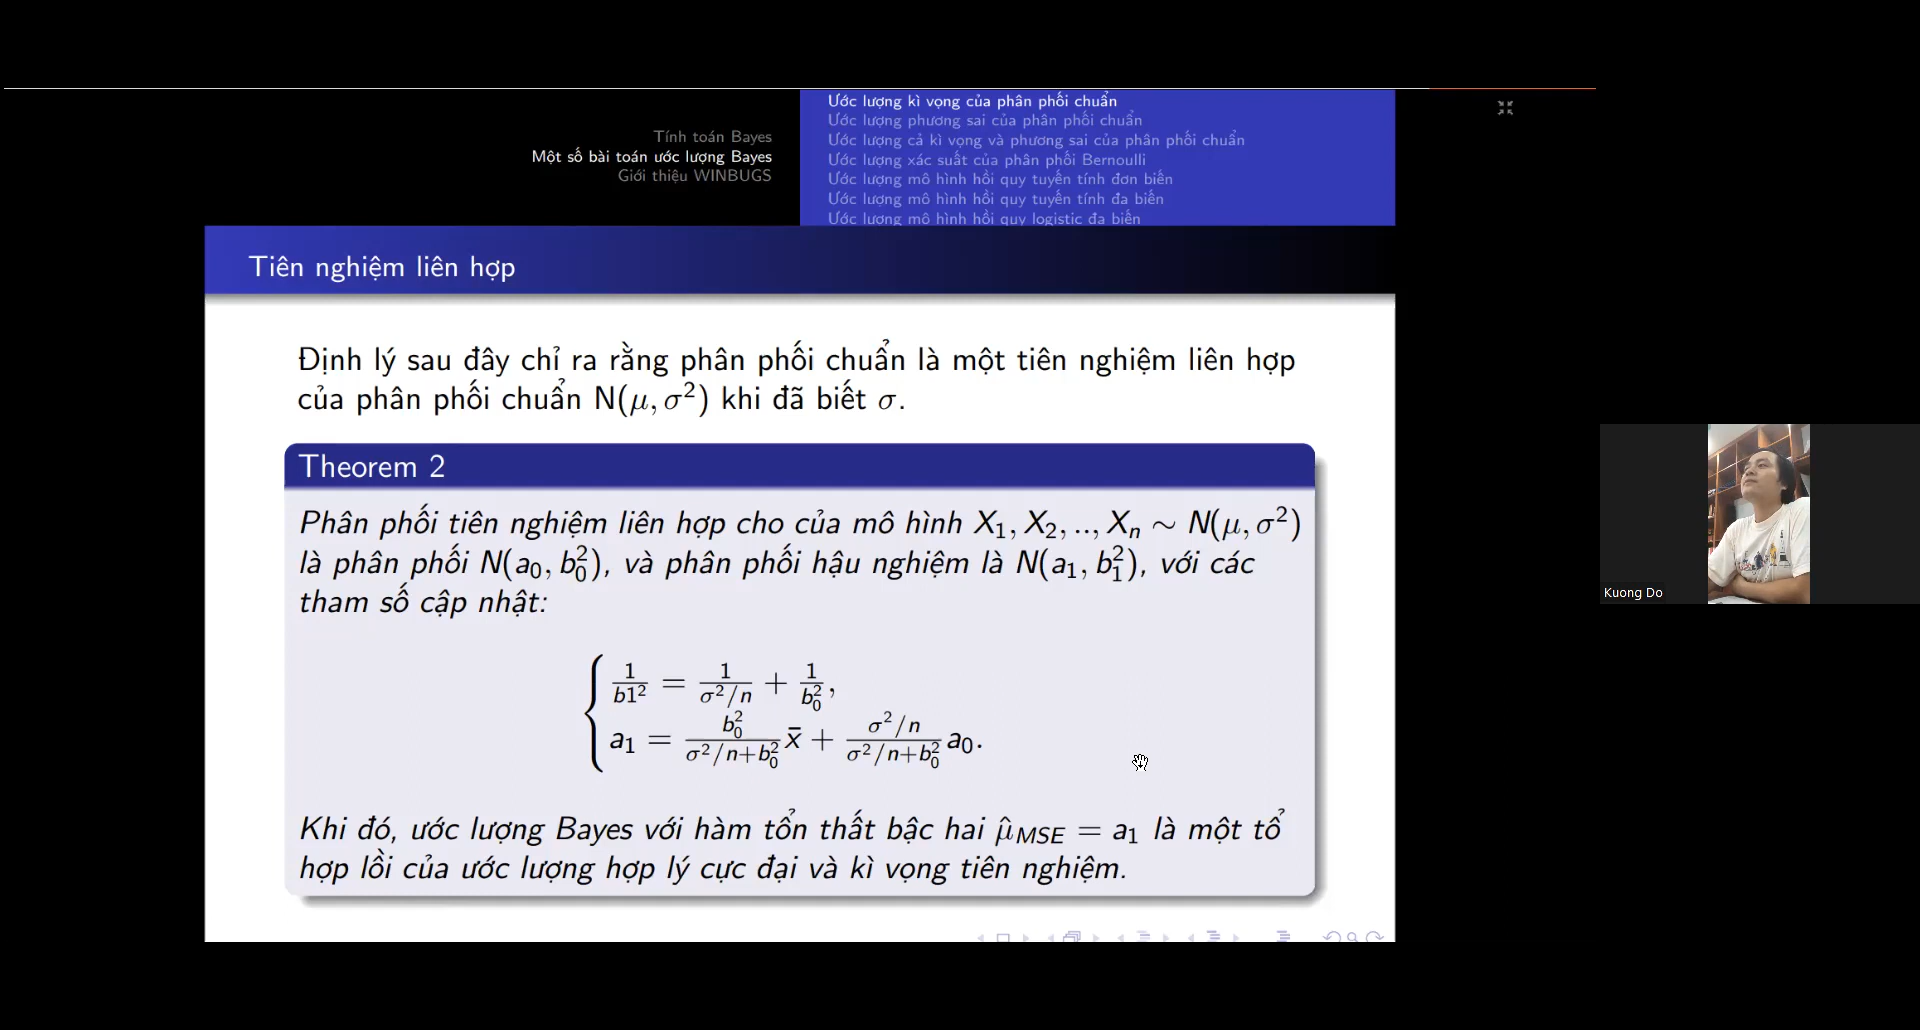 Tính toán Bayes
Một số bài toán ước lượng Bayes
Giới thiệu WINBUGS
Ước lượng kì vọng của phân phối chuẩn
Ước lượng phương sai của phân phối chuẩn
Ước lượng cả kì vọng và phương sai của phân phối chuẩn
Ước lượng xác suất của phân phối Bernoulli
Ước lượng mô hình hồi quy tuyến tính đơn biến
Ước lượng mô hình hồi quy tuyến tính đa biến
Ước lượng mô hình hồi quy logistic đa biến
Tiên nghiệm liên hợp
Định lý sau đây chỉ ra rằng phân phối chuẩn là một tiên nghiệm liên hợp
của phân phối chuẩn N(μ, σ²) khi đã biết σ.
Theorem 2
Phân phối tiên nghiệm liên hợp cho của mô hình X₁, X₂, .., Xₙ ∼ N(μ, σ²)
là phân phối N(a₀, b₀²), và phân phối hậu nghiệm là N(a₁, b₁²), với các
tham số cập nhật:
{ 1/b1² = 1/(σ²/n) + 1/b₀²,
a₁ = b₀²/(σ²/n+b₀²) x̄ + (σ²/n)/(σ²/n+b₀²) a₀.
Khi đó, ước lượng Bayes với hàm tổn thất bậc hai μ̂_MSE = a₁ là một tổ
hợp lồi của ước lượng hợp lý cực đại và kì vọng tiên nghiệm.
Kuong Do